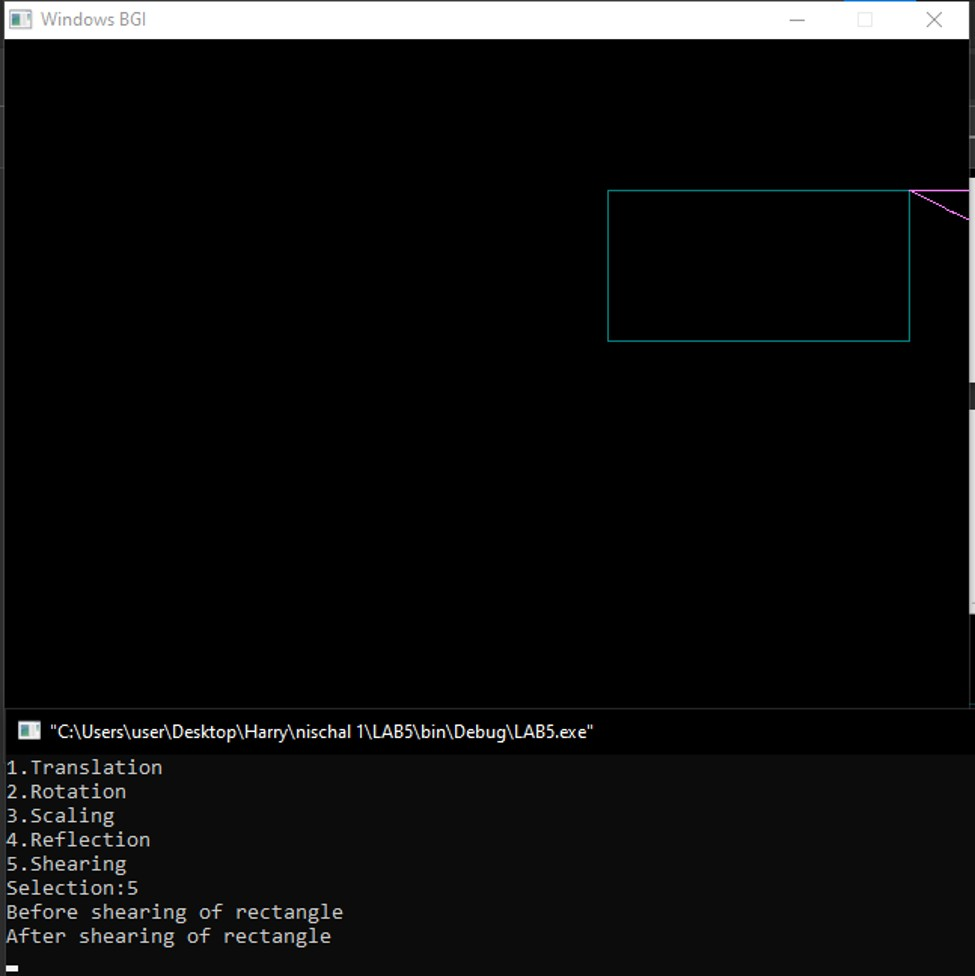 Windows BGI
"C:\Users\user\Desktop\Harry\nischal 1\LAB5\bin\Debug\LAB5.exe"
1.Translation
2.Rotation
3.Scaling
4.Reflection
5.Shearing
Selection:5
Before shearing of rectangle
After shearing of rectangle